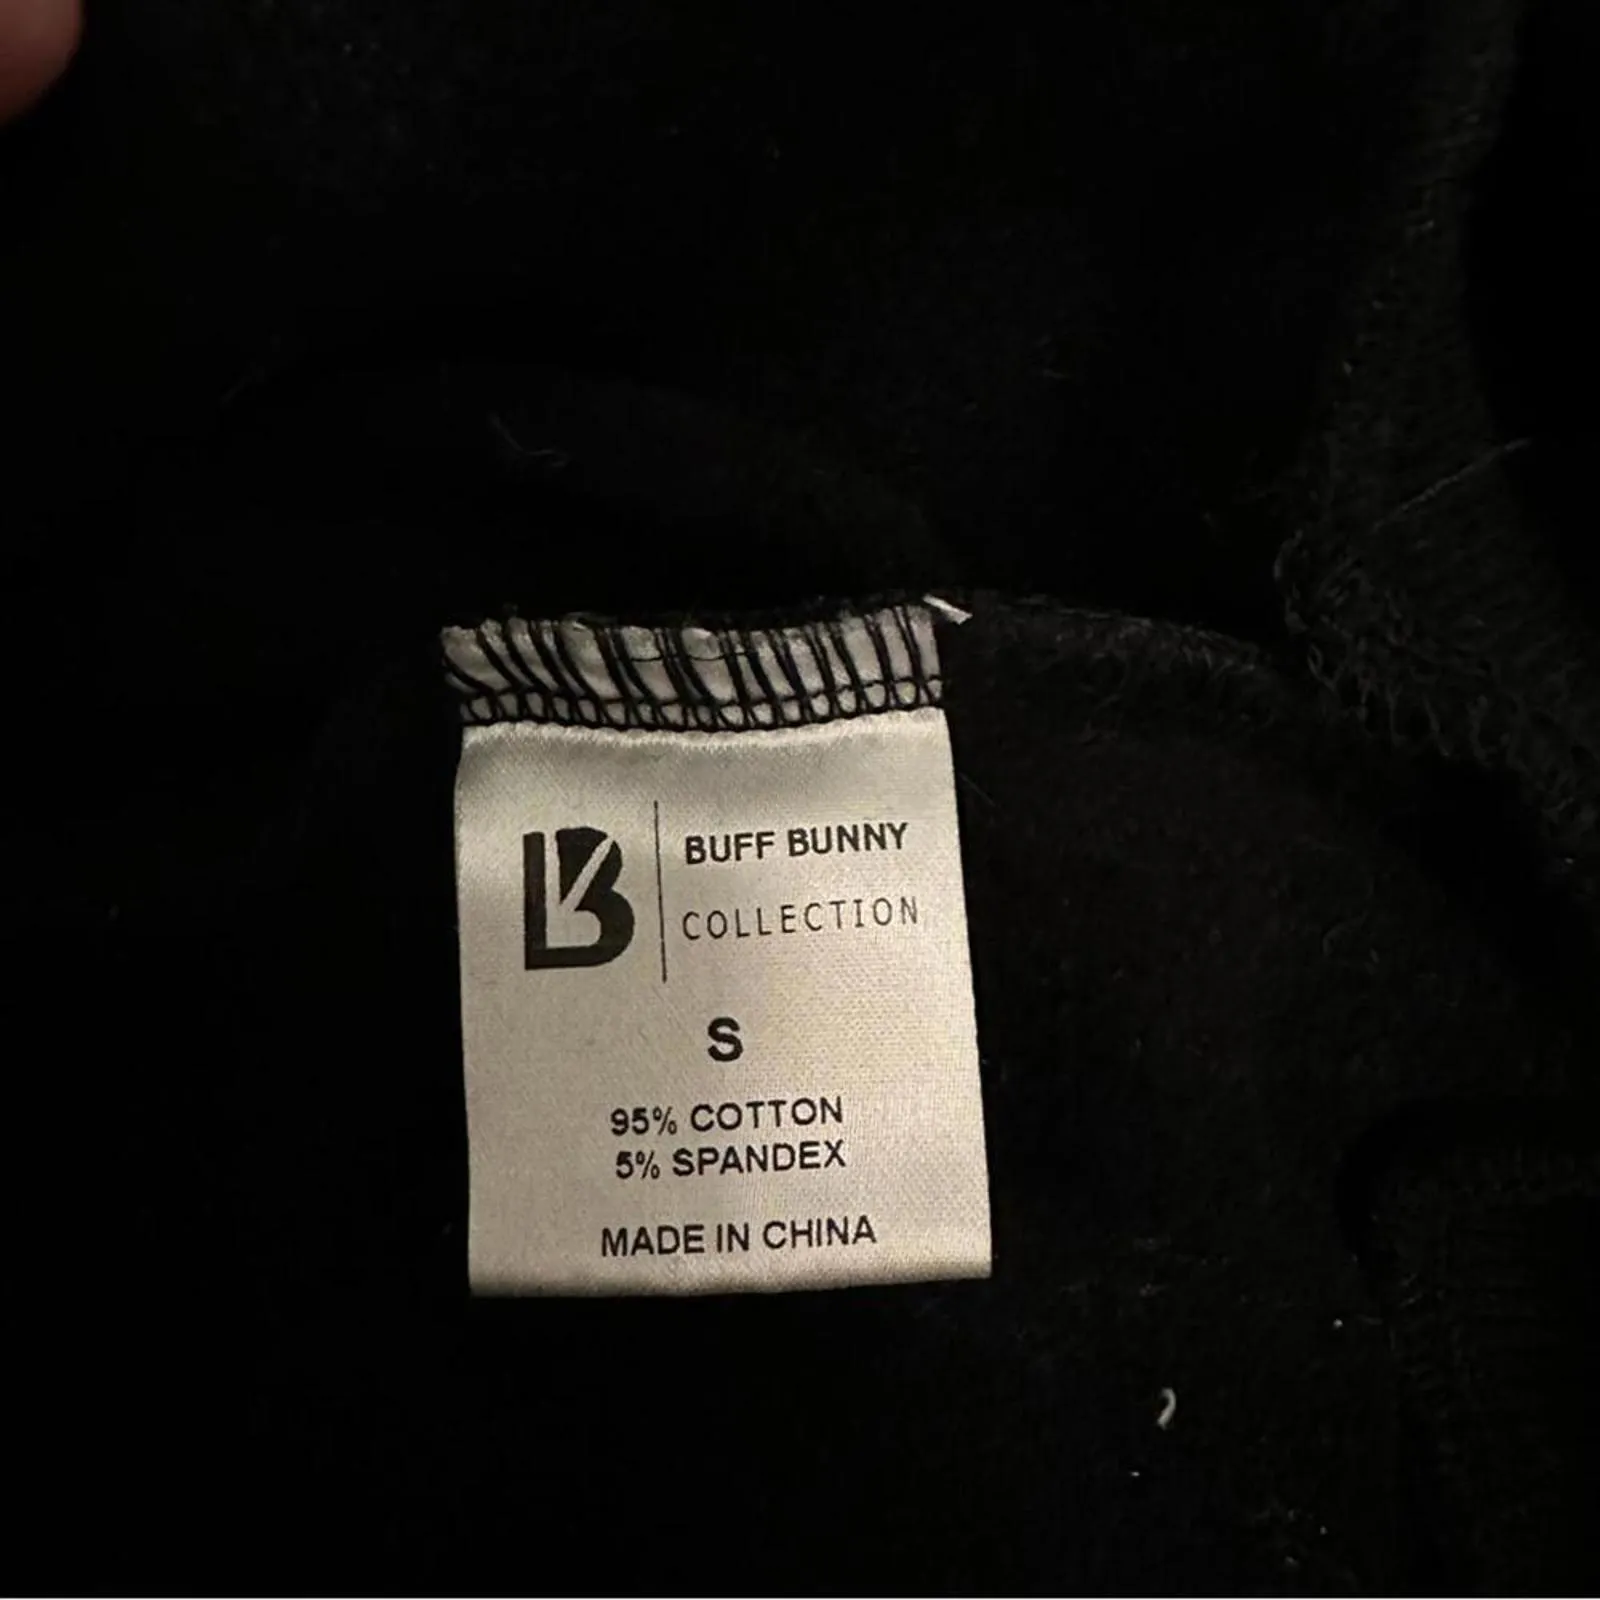 B
BUFF BUNNY
COLLECTION
S
95% COTTON
5% SPANDEX
MADE IN CHINA